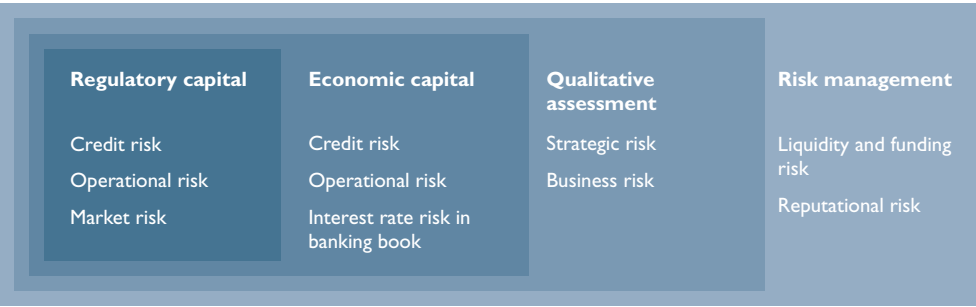 Regulatory capital
Credit risk
Operational risk
Market risk
Economic capital
Credit risk
Operational risk
Interest rate risk in
banking book
Qualitative
assessment
Strategic risk
Business risk
Risk management
Liquidity and funding
risk
Reputational risk